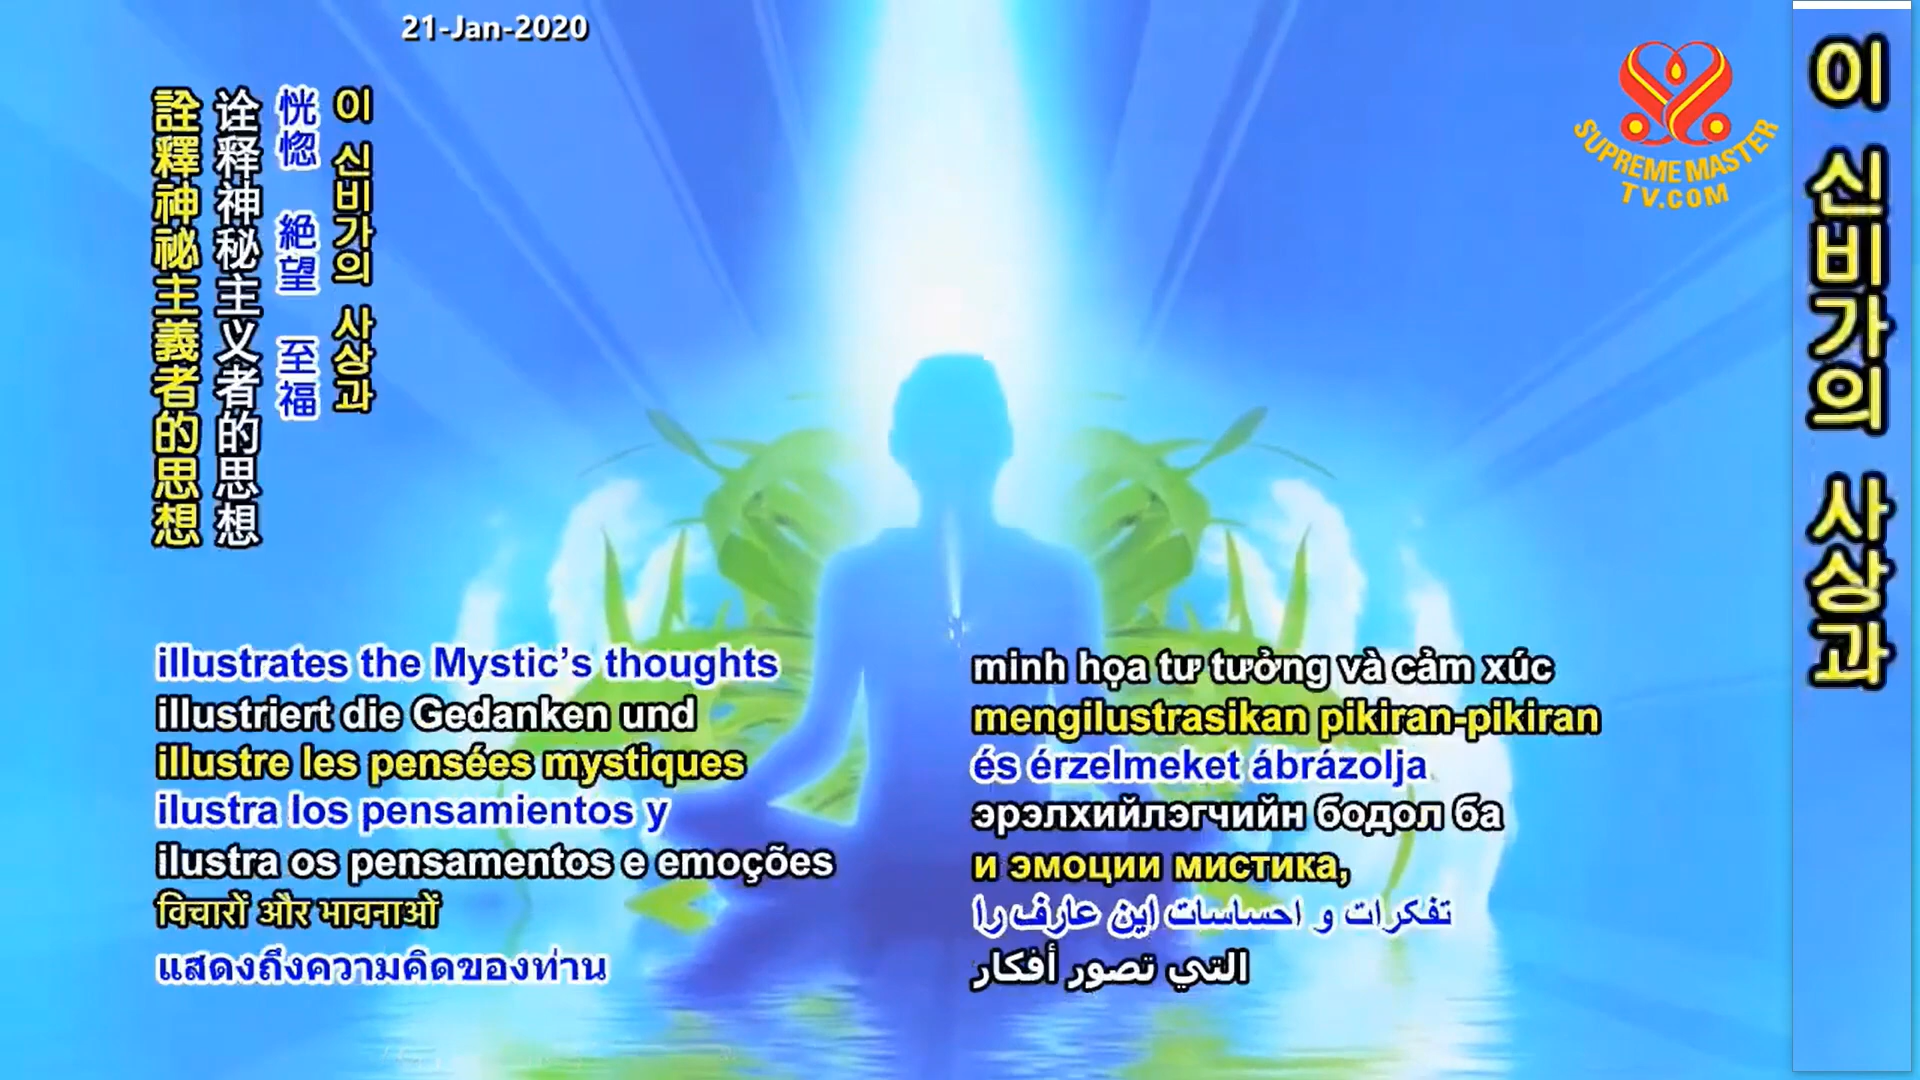 21-Jan-2020
SUPREME MASTER
TV.COM
詮釋神祕主義者的思想
诠释神秘主义者的思想
恍惚 絶望 至福
이 신비가의 사상과
illustrates the Mystic's thoughts
illustriert die Gedanken und
illustre les pensées mystiques
ilustra los pensamientos y
ilustra os pensamentos e emoções
विचारों और भावनाओं
แสดงถึงความคิดของท่าน
minh họa tư tưởng và cảm xúc
mengilustrasikan pikiran-pikiran
és érzelmeket ábrázolja
эрэлхийлэгчийн бодол ба
и эмоции мистика,
تفکرات و احساسات این عارف را
التي تصور أفكار
이 신비가의 사상과